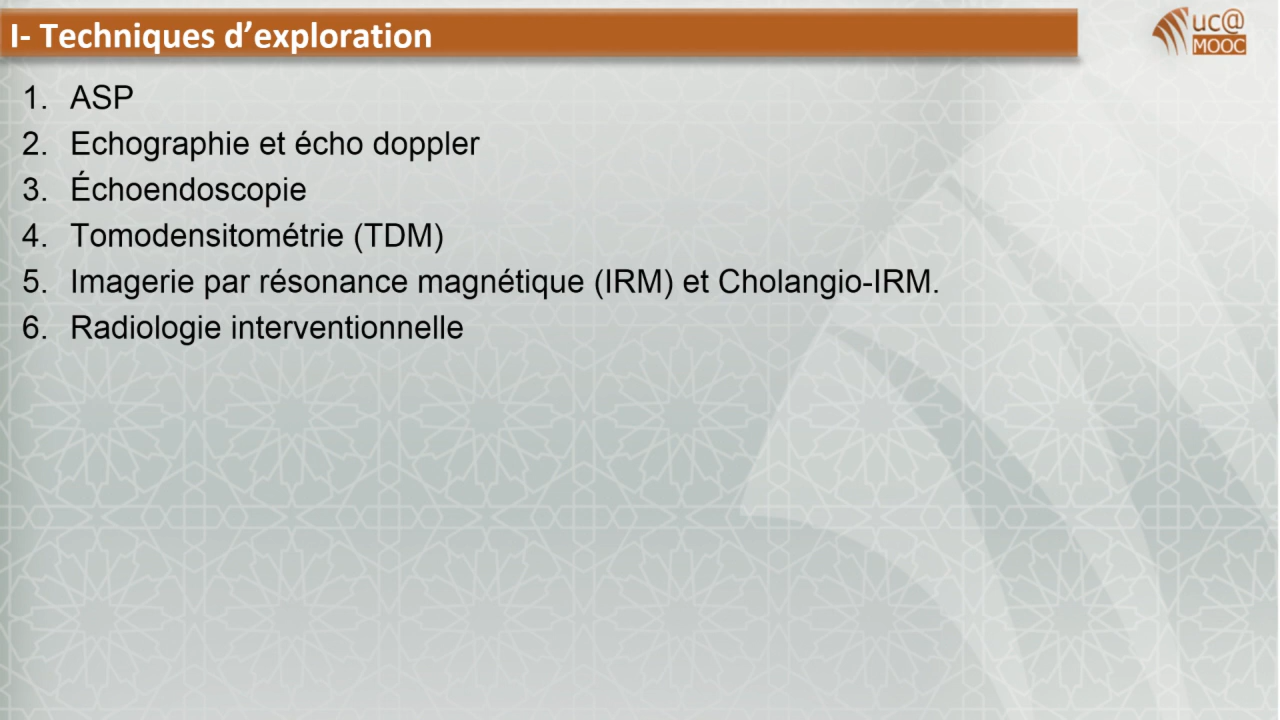 I- Techniques d’exploration
uc@
MOOC
1. ASP
2. Echographie et écho doppler
3. Échoendoscopie
4. Tomodensitométrie (TDM)
5. Imagerie par résonance magnétique (IRM) et Cholangio-IRM.
6. Radiologie interventionnelle